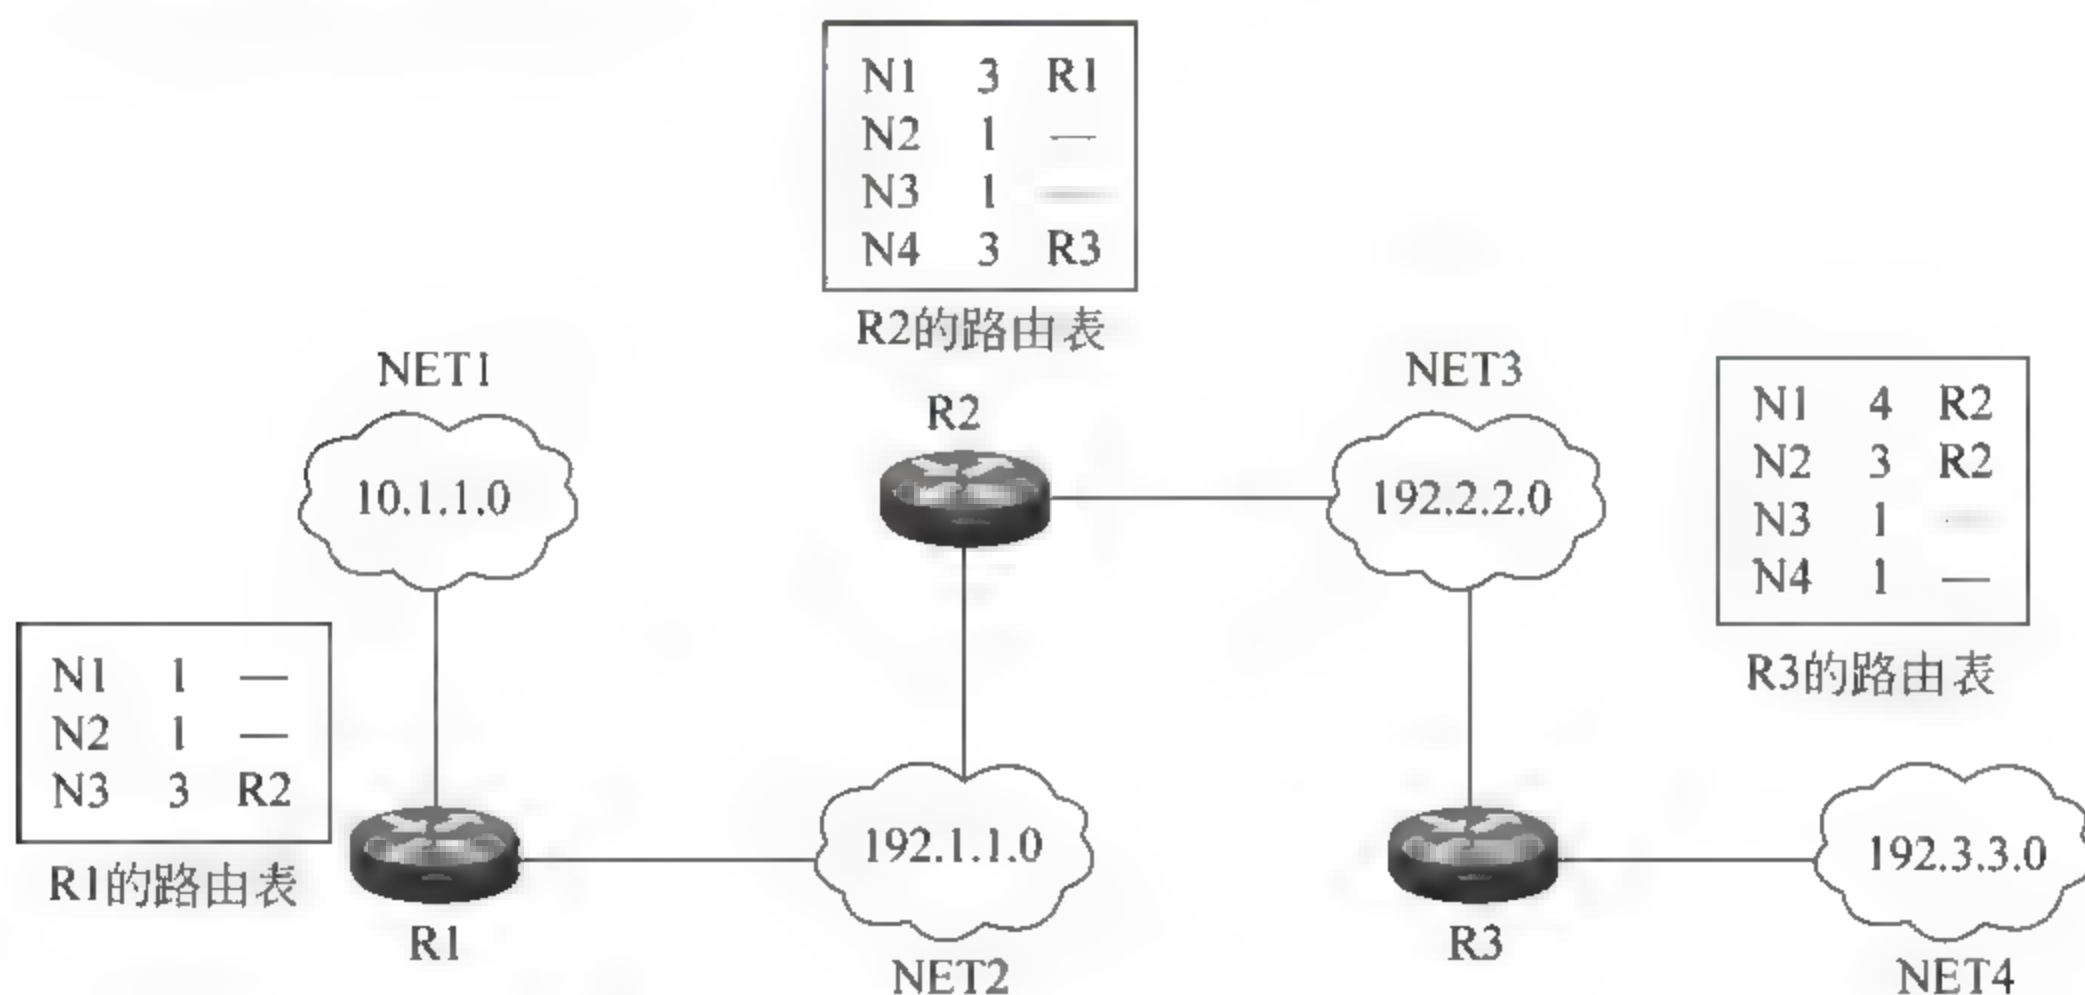 N1 3 R1
N2 1 —
N3 1 —
N4 3 R3
R2的路由表
NET1
R2
NET3
10.1.1.0
192.2.2.0
N1 4 R2
N2 3 R2
N3 1
N4 1 —
R3的路由表
N1 1 —
N2 1 —
N3 3 R2
R1的路由表
R1
192.1.1.0
NET2
R3
192.3.3.0
NET4